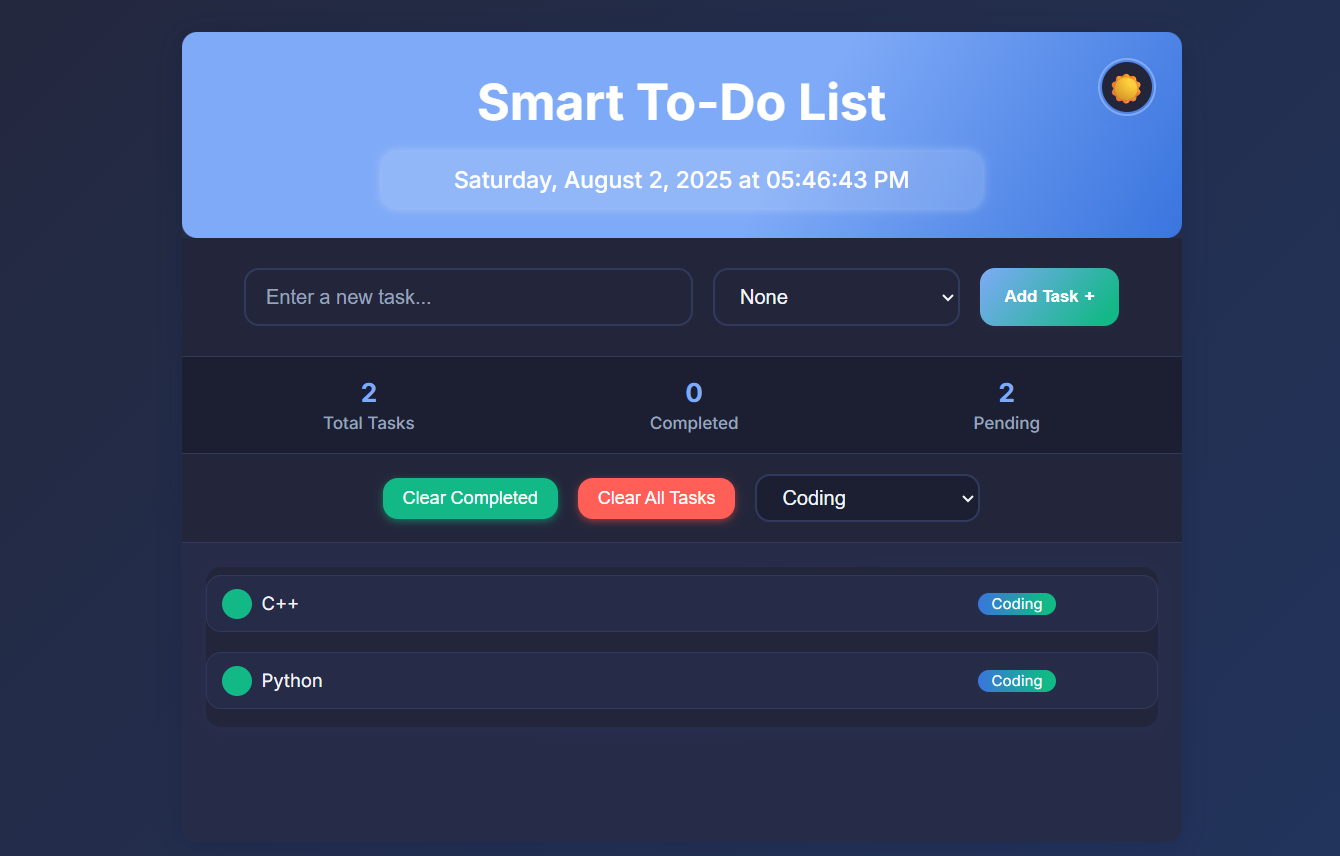 Smart To-Do List
Saturday, August 2, 2025 at 05:46:43 PM
Enter a new task...
None
Add Task +
2
0
2
Total Tasks
Completed
Pending
Clear Completed
Clear All Tasks
Coding
C++
Coding
Python
Coding